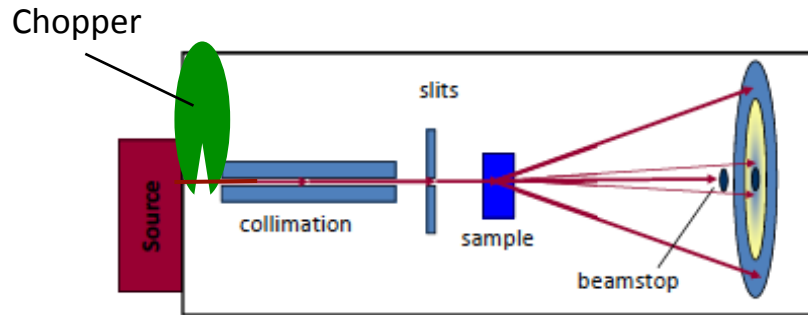 Chopper
slits
Source
collimation
sample
beamstop